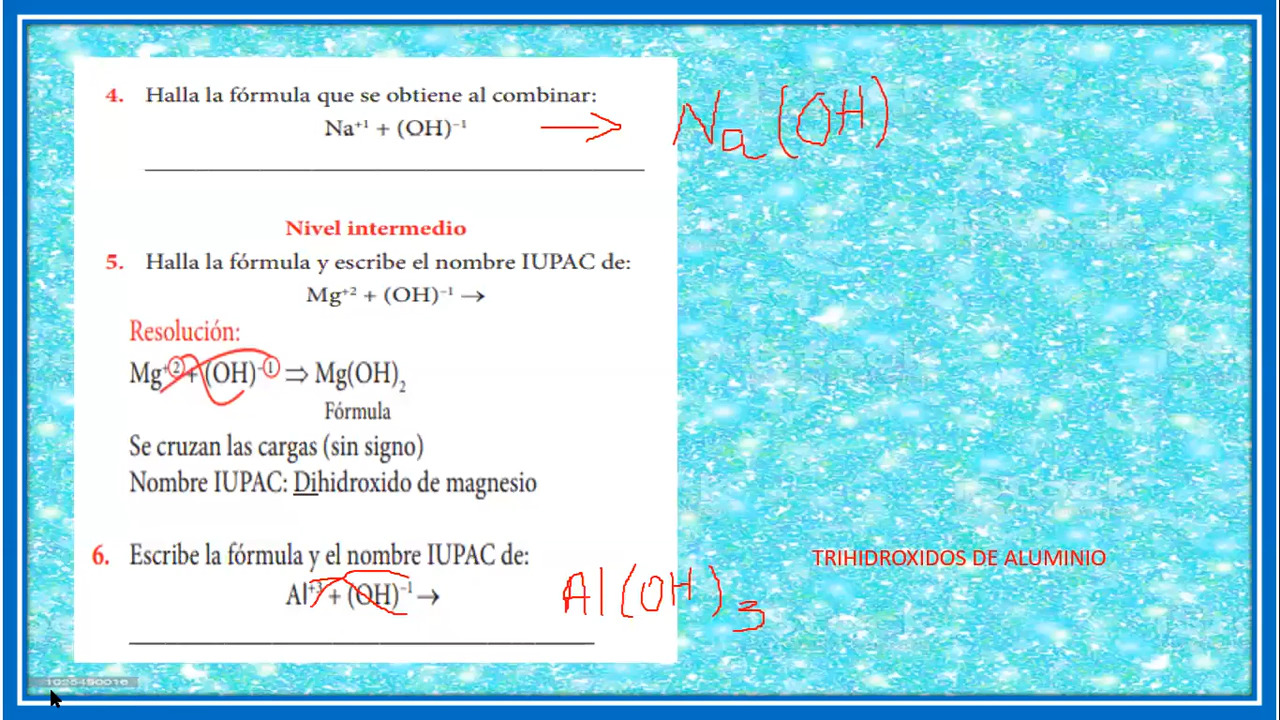 4. Halla la fórmula que se obtiene al combinar:
Na⁺¹ + (OH)⁻¹ → Na(OH)
Nivel intermedio
5. Halla la fórmula y escribe el nombre IUPAC de:
Mg⁺² + (OH)⁻¹ →
Resolución:
Mg⁺² + (OH)⁻¹ ⇒ Mg(OH)₂
Fórmula
Se cruzan las cargas (sin signo)
Nombre IUPAC: Dihidroxido de magnesio
6. Escribe la fórmula y el nombre IUPAC de:
TRIHIDROXIDOS DE ALUMINIO
Al⁺³ + (OH)⁻¹ → Al(OH)₃